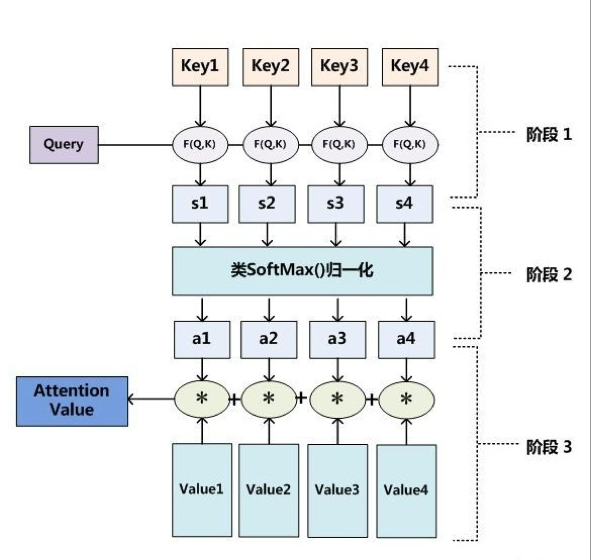 Key1 Key2 Key3 Key4
Query F(Q,K) F(Q,K) F(Q,K) F(Q,K) 阶段 1
s1 s2 s3 s4
类SoftMax()归一化 阶段 2
a1 a2 a3 a4
Attention
Value
* + * + * + *
阶段 3
Value1 Value2 Value3 Value4